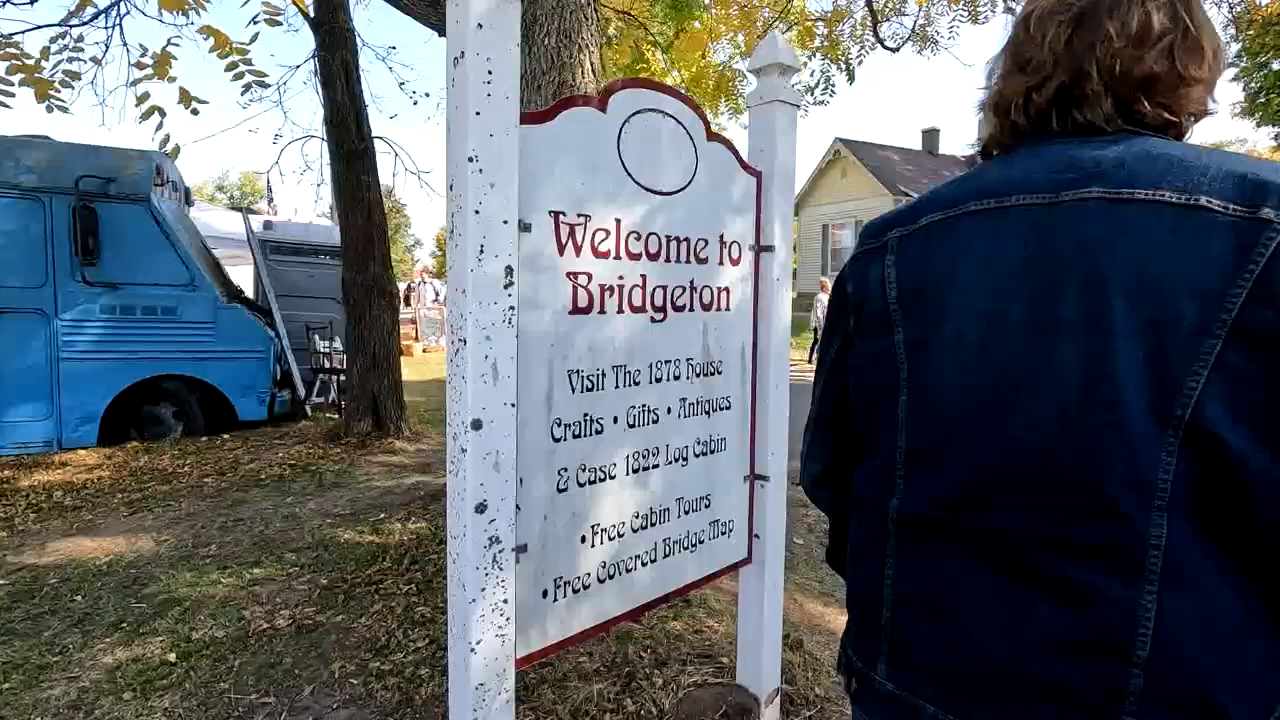 Welcome to
Bridgeton
Visit The 1878 House
Crafts • Gifts • Antiques
& Case 1822 Log Cabin
• Free Cabin Tours
• Free Covered Bridge Map